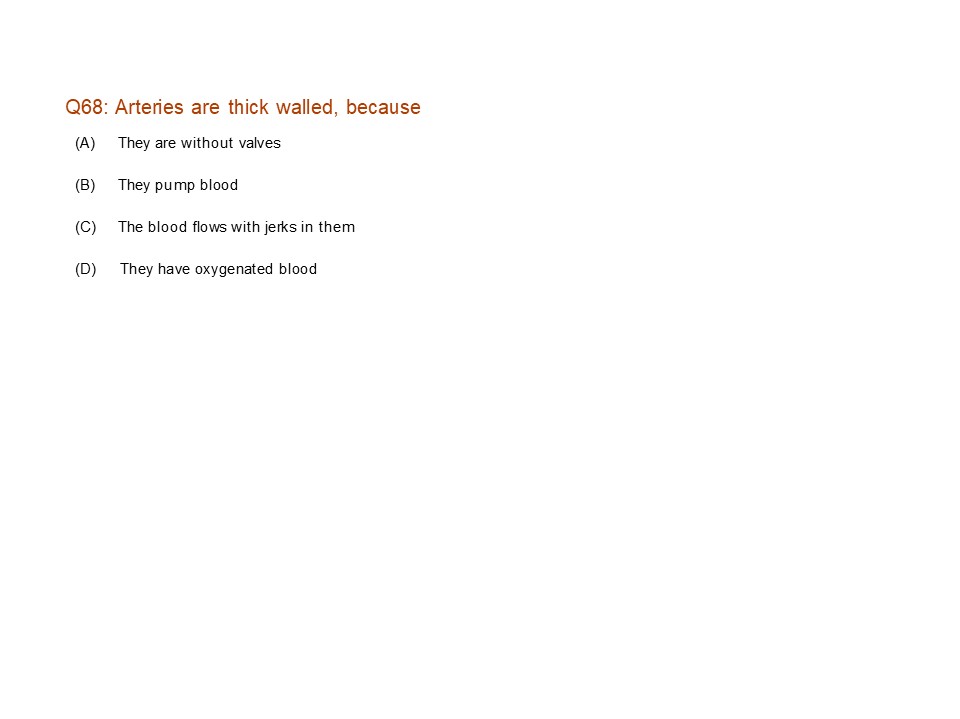 Q68: Arteries are thick walled, because
(A) They are without valves
(B) They pump blood
(C) The blood flows with jerks in them
(D) They have oxygenated blood